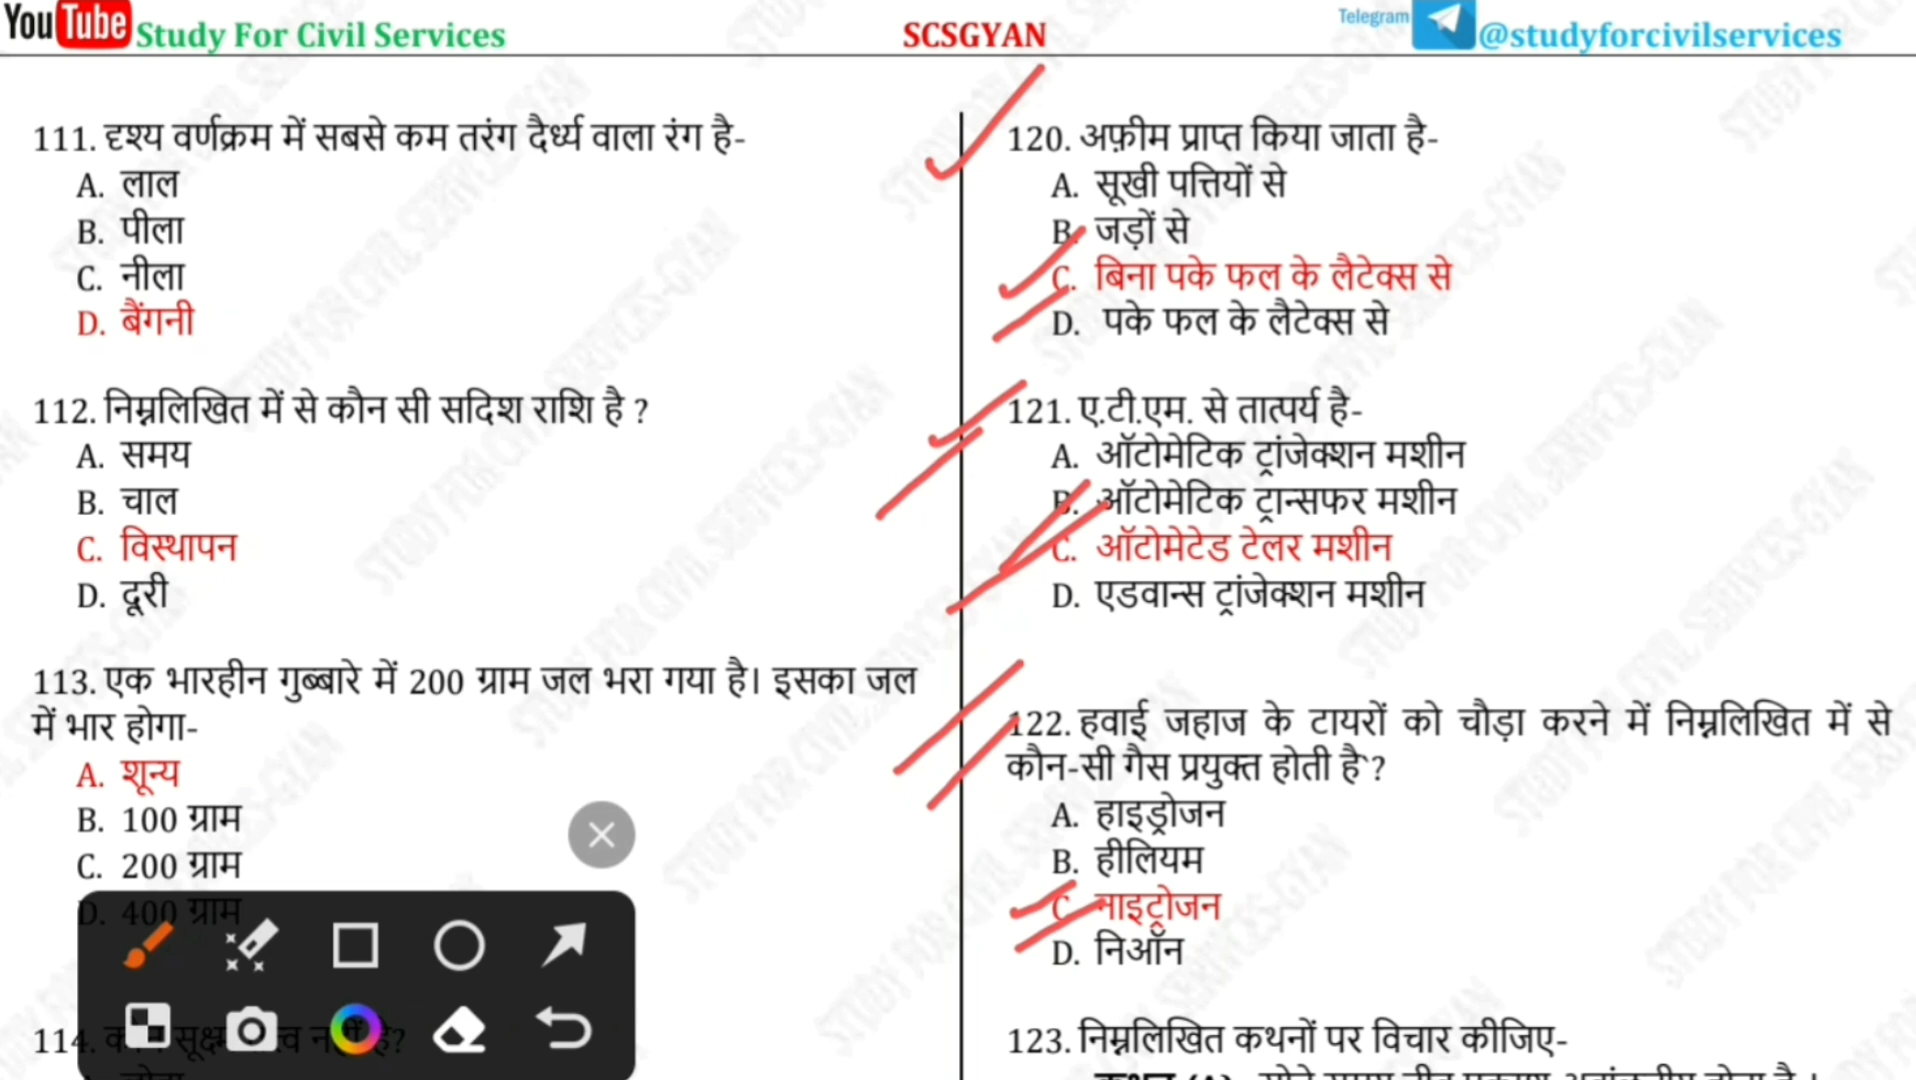 YouTube Study For Civil Services
SCSGYAN
Telegram @studyforcivilservices
111. दृश्य वर्णक्रम में सबसे कम तरंग दैर्ध्य वाला रंग है-
A. लाल
B. पीला
C. नीला
D. बैंगनी
112. निम्नलिखित में से कौन सी सदिश राशि है ?
A. समय
B. चाल
C. विस्थापन
D. दूरी
113. एक भारहीन गुब्बारे में 200 ग्राम जल भरा गया है। इसका जल
में भार होगा-
A. शून्य
B. 100 ग्राम
C. 200 ग्राम
D. 400 ग्राम
114.
120. अफ़ीम प्राप्त किया जाता है-
A. सूखी पत्तियों से
B. जड़ों से
C. बिना पके फल के लैटेक्स से
D. पके फल के लैटेक्स से
121. ए.टी.एम. से तात्पर्य है-
A. ऑटोमेटिक ट्रांजेक्शन मशीन
B. ऑटोमेटिक ट्रान्सफर मशीन
C. ऑटोमेटेड टेलर मशीन
D. एडवान्स ट्रांजेक्शन मशीन
122. हवाई जहाज के टायरों को चौड़ा करने में निम्नलिखित में से
कौन-सी गैस प्रयुक्त होती है`?
A. हाइड्रोजन
B. हीलियम
C. नाइट्रोजन
D. निऑन
123. निम्नलिखित कथनों पर विचार कीजिए-